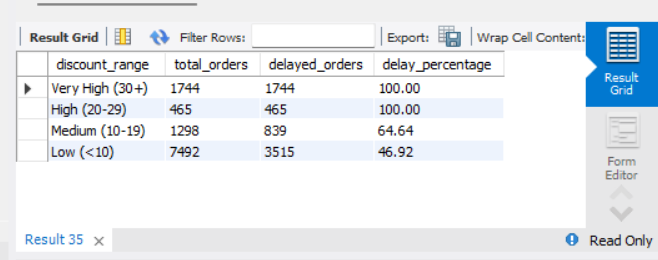 Result Grid Filter Rows: Export: Wrap Cell Content:
discount_range total_orders delayed_orders delay_percentage
Very High (30+) 1744 1744 100.00
High (20-29) 465 465 100.00
Medium (10-19) 1298 839 64.64
Low (<10) 7492 3515 46.92
Result
Grid
Form
Editor
Result 35 × Read Only